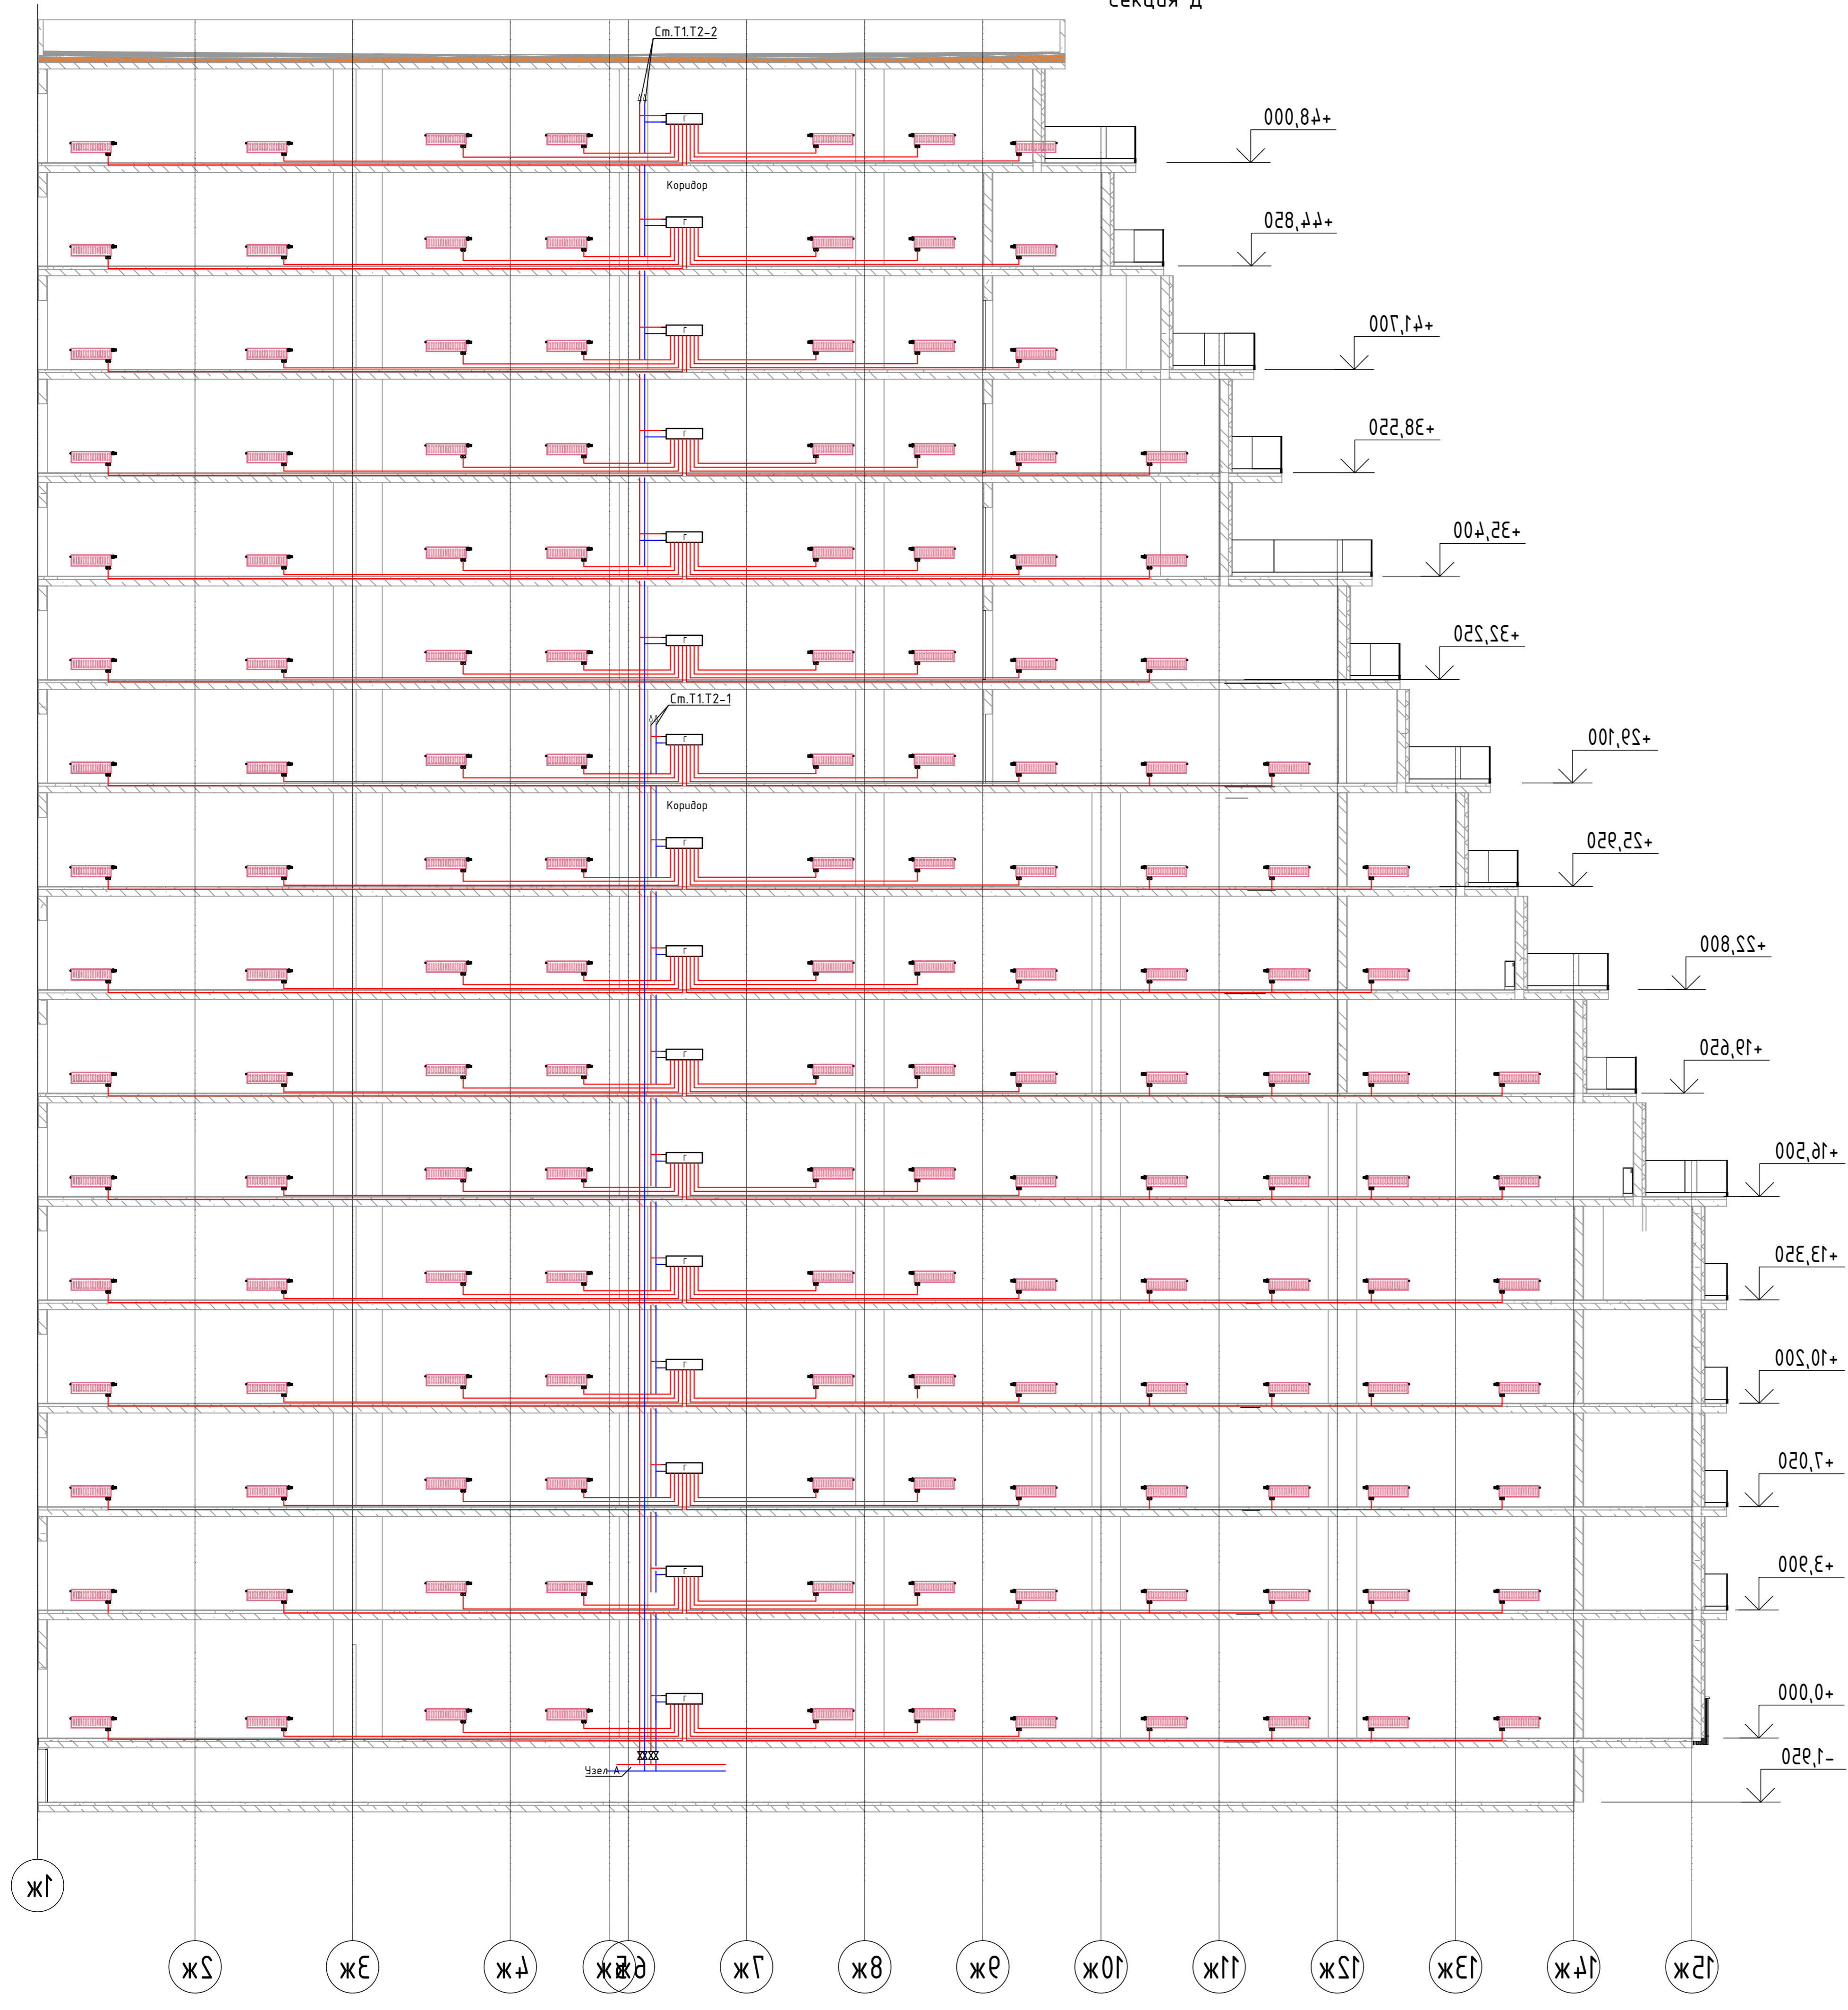 Секция Д
Ст.Т1.Т2-2
+48,000
Г
Коридор
+44,850
Г
+41,700
Г
+38,550
Г
+35,400
Г
+32,250
Г
Ст.Т1.Т2-1
+29,100
Г
Коридор
+25,950
Г
+22,800
Г
+19,650
Г
+16,500
Г
+13,350
Г
+10,200
Г
+7,050
Г
+3,900
Г
+0,000
Г
-1,950
Узел А
1ж
2ж 3ж 4ж 5ж 6ж 7ж 8ж 9ж 10ж 11ж 12ж 13ж 14ж 15ж